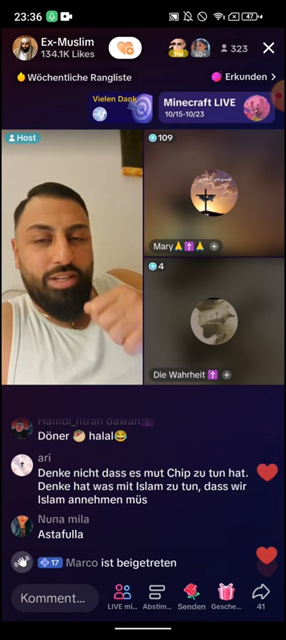 23:36
47
Ex-Muslim
134.1K Likes
323
Wöchentliche Rangliste
Erkunden >
Vielen Dank
Minecraft LIVE
10/15-10/23
Host
109
Mary
4
Die Wahrheit
Döner halal
ari
Denke nicht dass es mut Chip zu tun hat.
Denke hat was mit Islam zu tun, dass wir
Islam annehmen müs
Nuna mila
Astafulla
17 Marco ist beigetreten
Komment...
LIVE mi...
Abstim...
Senden
Gesche...
41